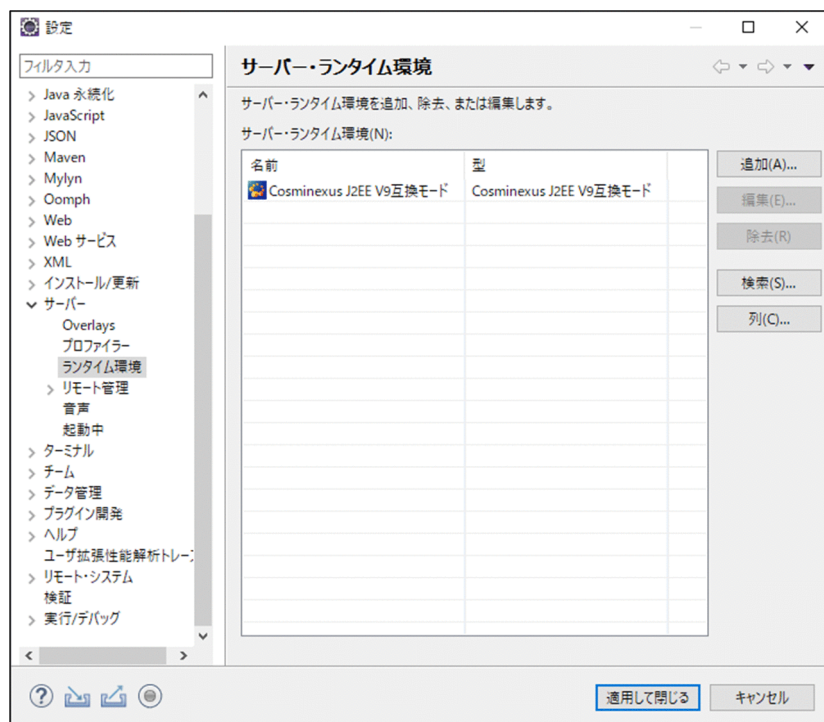 設定
フィルタ入力
Java 永続化
JavaScript
JSON
Maven
Mylyn
Oomph
Web
Web サービス
XML
インストール/更新
サーバー
Overlays
プロファイラー
ランタイム環境
リモート管理
音声
起動中
ターミナル
チーム
データ管理
プラグイン開発
ヘルプ
ユーザ拡張性能解析トレー
リモート・システム
検証
実行/デバッグ
サーバー・ランタイム環境
サーバー・ランタイム環境を追加、除去、または編集します。
サーバー・ランタイム環境(N):
名前 型
Cosminexus J2EE V9互換モード Cosminexus J2EE V9互換モード
追加(A)...
編集(E)...
除去(R)
検索(S)...
列(C)...
適用して閉じる キャンセル